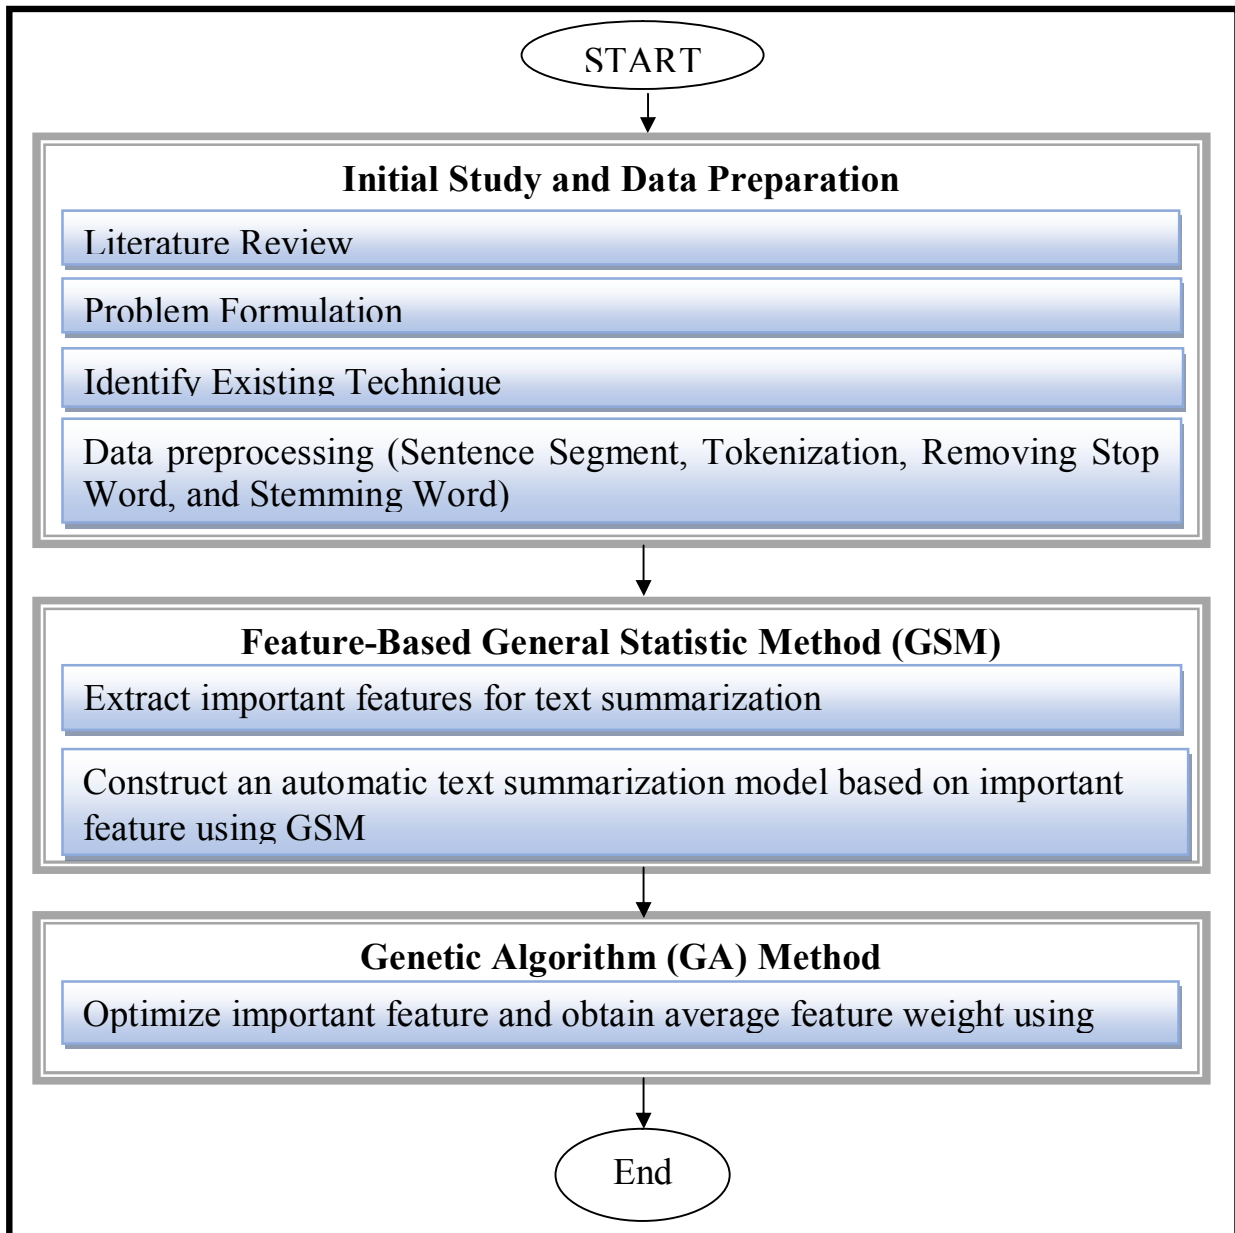 START
Initial Study and Data Preparation
Literature Review
Problem Formulation
Identify Existing Technique
Data preprocessing (Sentence Segment, Tokenization, Removing Stop
Word, and Stemming Word)
Feature-Based General Statistic Method (GSM)
Extract important features for text summarization
Construct an automatic text summarization model based on important
feature using GSM
Genetic Algorithm (GA) Method
Optimize important feature and obtain average feature weight using
End